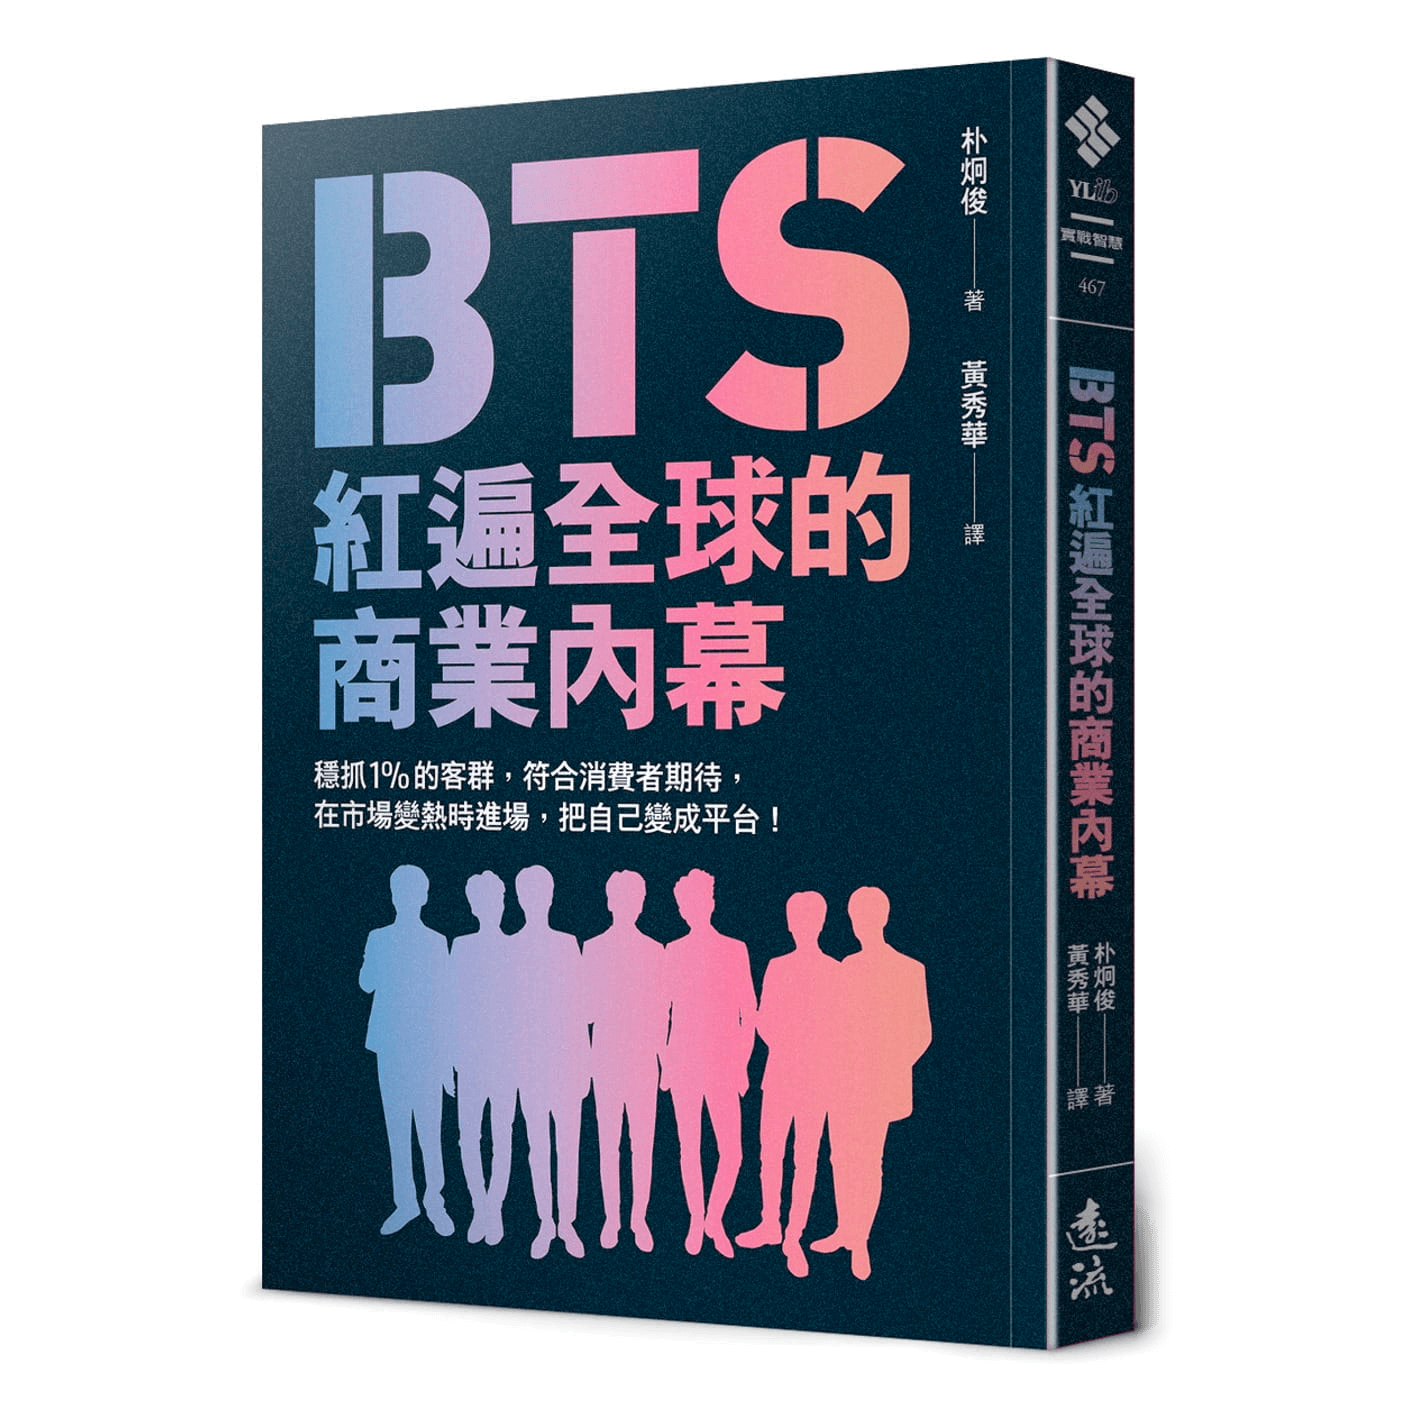 BTS
紅遍全球的
商業內幕
穩抓1%的客群，符合消費者期待，
在市場變熱時進場，把自己變成平台！
朴炯俊——著 黃秀華——譯
YLib
實戰智慧
467
BTS紅遍全球的商業內幕
朴炯俊——著
黃秀華——譯
遠流